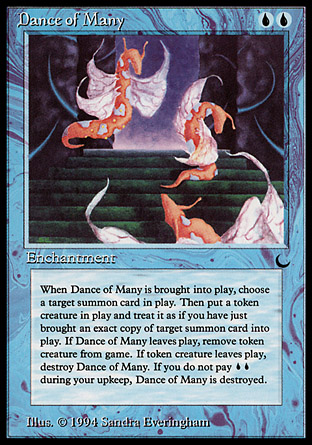 Dance of Many
Enchantment
When Dance of Many is brought into play, choose
a target summon card in play. Then put a token
creature in play and treat it as if you have just
brought an exact copy of target summon card into
play. If Dance of Many leaves play, remove token
creature from game. If token creature leaves play,
destroy Dance of Many. If you do not pay
during your upkeep, Dance of Many is destroyed.
Illus. © 1994 Sandra Everingham